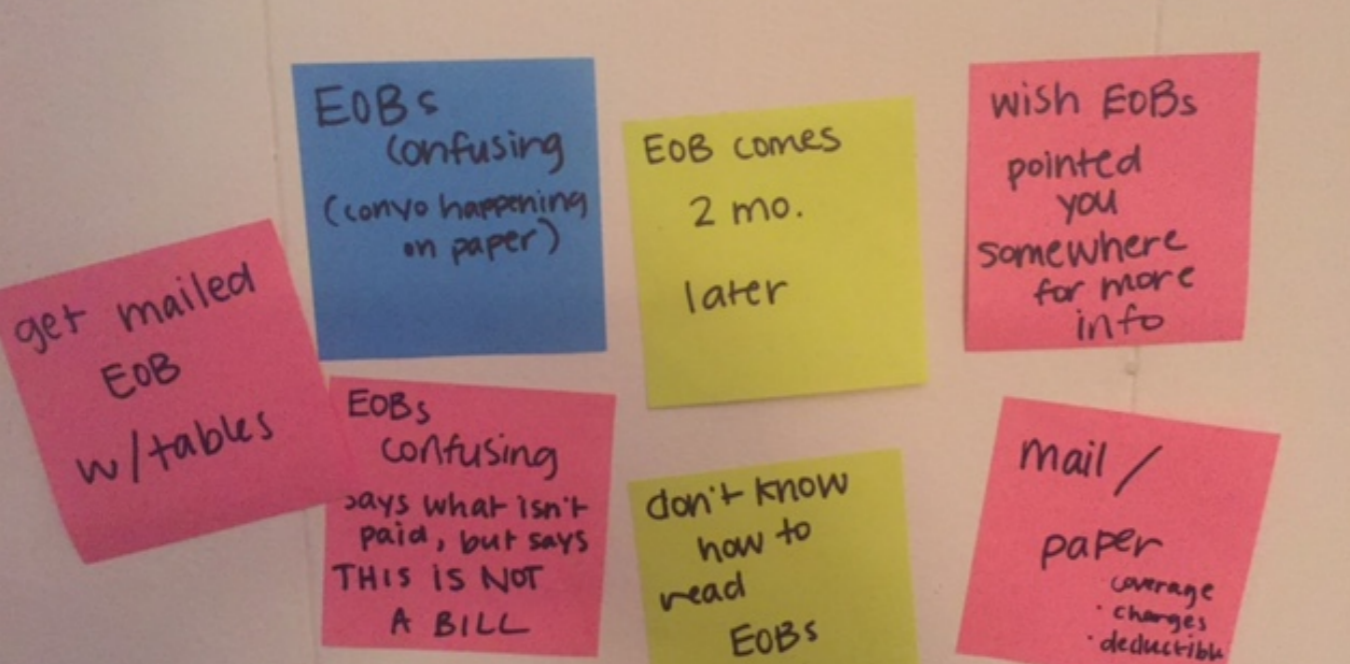 get mailed
EOB
w/tables
EOBs
confusing
(convo happening
on paper)
EOBs
confusing
says what isn't
paid, but says
THIS IS NOT
A BILL
EOB comes
2 mo.
later
don't know
how to
read
EOBs
wish EOBs
pointed
you
somewhere
for more
info
mail /
paper
· coverage
· charges
· deductible